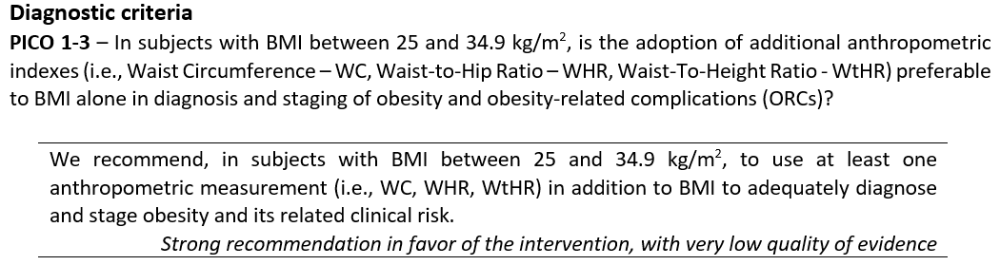 Diagnostic criteria
PICO 1-3 – In subjects with BMI between 25 and 34.9 kg/m², is the adoption of additional anthropometric
indexes (i.e., Waist Circumference – WC, Waist-to-Hip Ratio – WHR, Waist-To-Height Ratio - WtHR) preferable
to BMI alone in diagnosis and staging of obesity and obesity-related complications (ORCs)?
We recommend, in subjects with BMI between 25 and 34.9 kg/m², to use at least one
anthropometric measurement (i.e., WC, WHR, WtHR) in addition to BMI to adequately diagnose
and stage obesity and its related clinical risk.
Strong recommendation in favor of the intervention, with very low quality of evidence